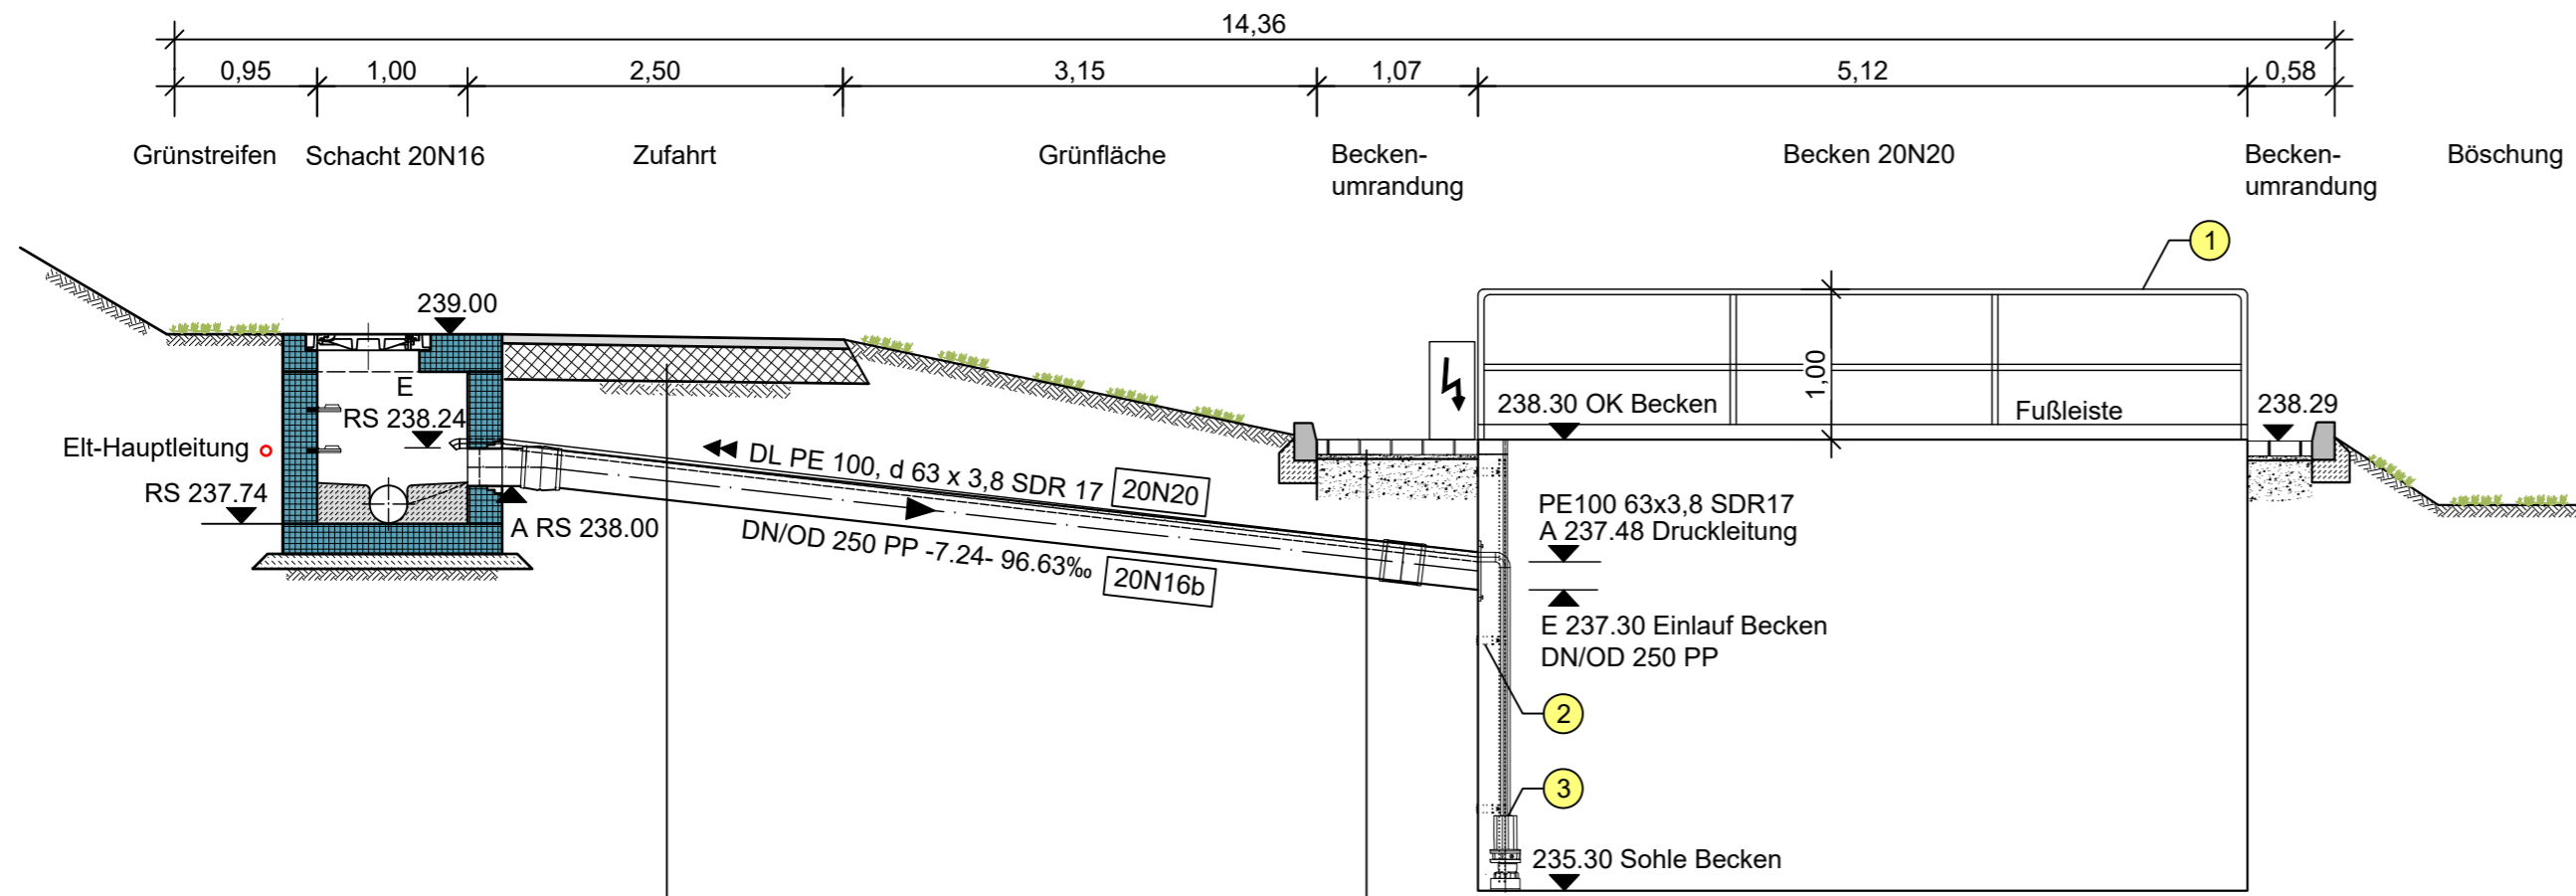 14,36
0,95
1,00
2,50
3,15
1,07
5,12
0,58
Grünstreifen
Schacht 20N16
Zufahrt
Grünfläche
Becken-
umrandung
Becken 20N20
Becken-
umrandung
Böschung
1
239.00
1,00
E
RS 238.24
238.30 OK Becken
Fußleiste
238.29
Elt-Hauptleitung
DL PE 100, d 63 x 3,8 SDR 17
20N20
RS 237.74
A RS 238.00
DN/OD 250 PP -7.24- 96.63‰
20N16b
PE100 63x3,8 SDR17
A 237.48 Druckleitung
E 237.30 Einlauf Becken
DN/OD 250 PP
2
3
235.30 Sohle Becken